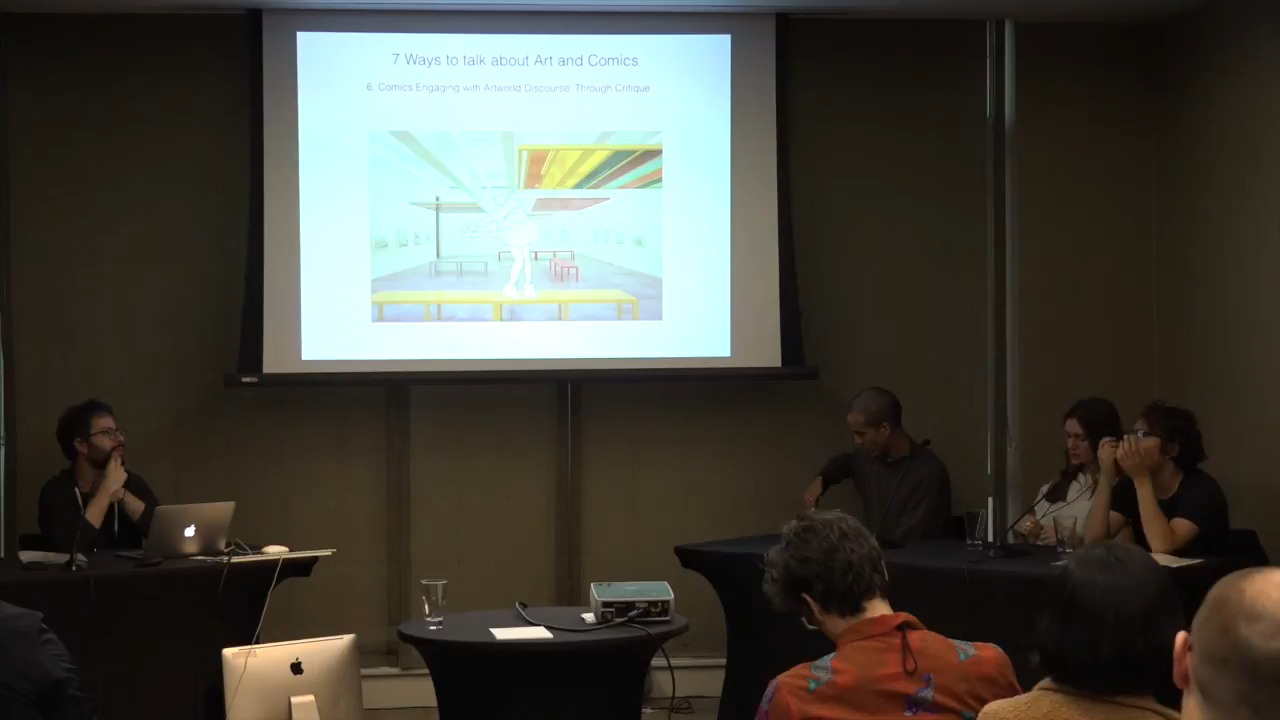 7 Ways to talk about Art and Comics
6. Comics Engaging with Artworld Discourse: Through Critique